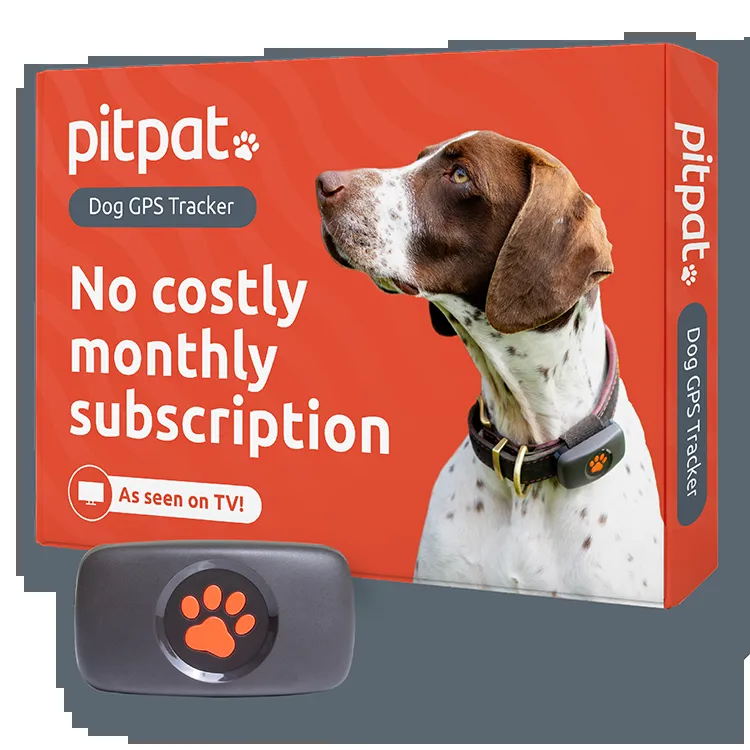 pitpat
Dog GPS Tracker
No costly
monthly
subscription
As seen on TV!
pitpat
Dog GPS Tracker